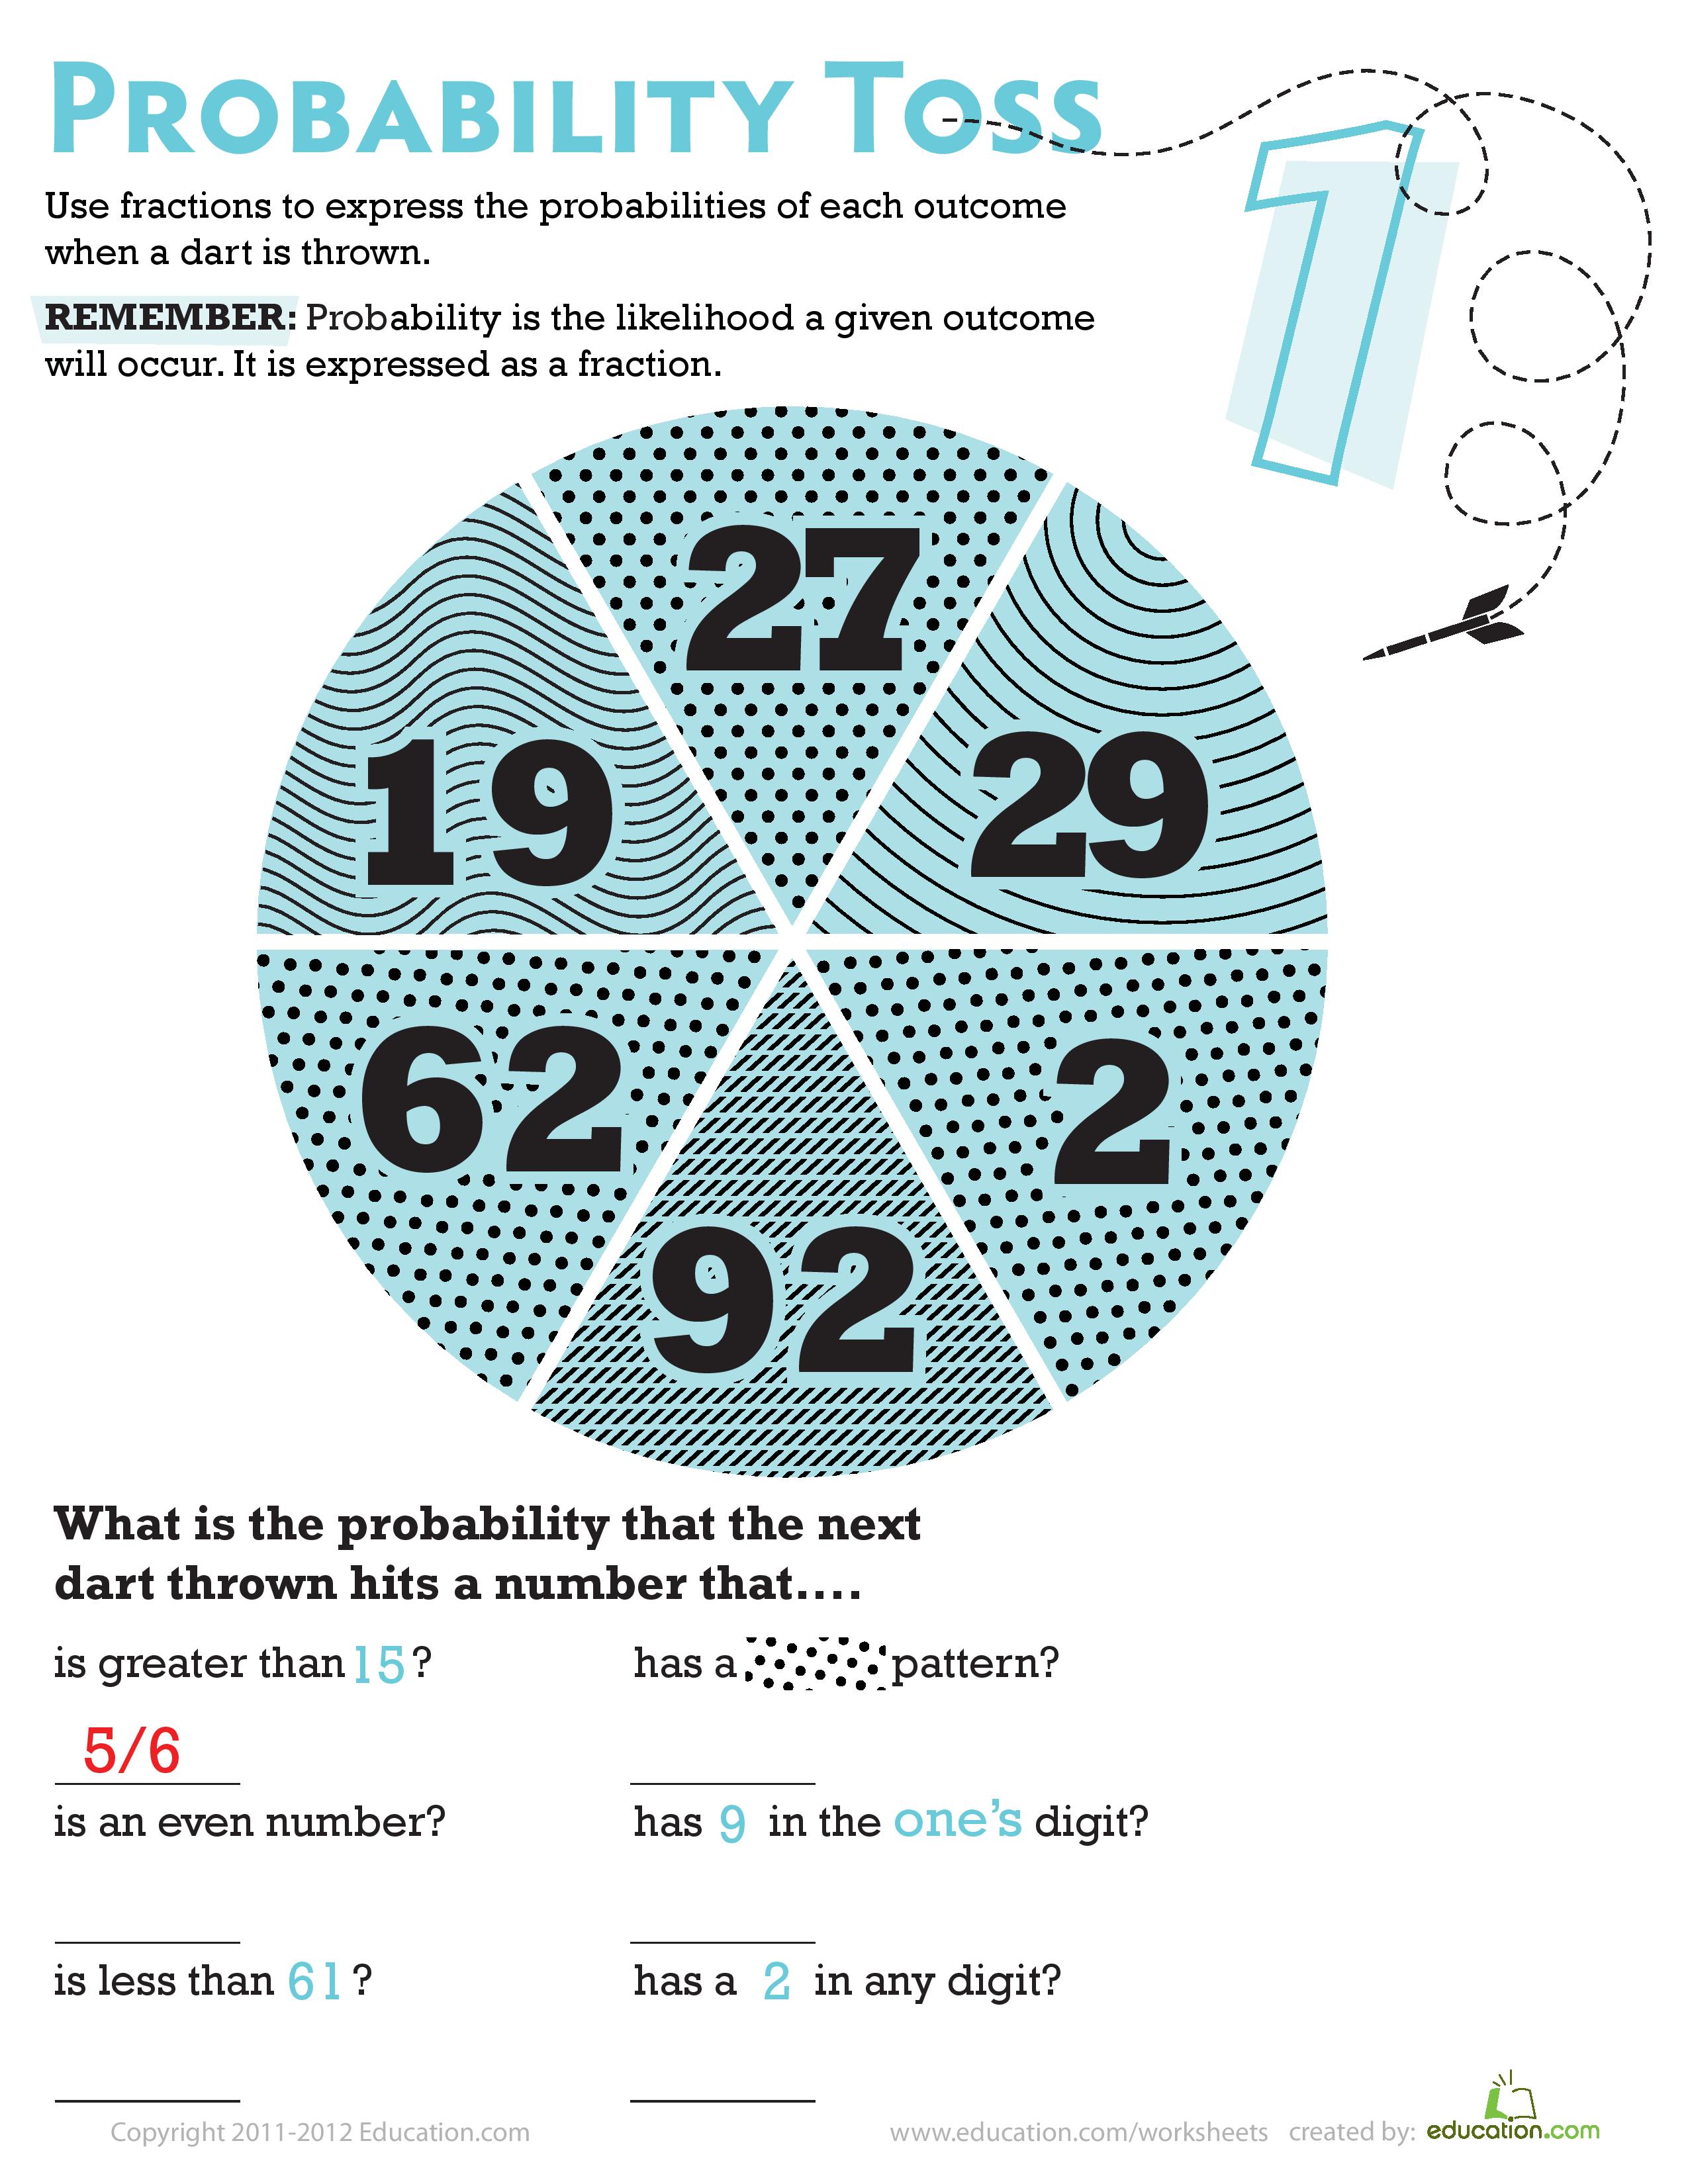 PROBABILITY TOSS
1
Use fractions to express the probabilities of each outcome
when a dart is thrown.
REMEMBER: Probability is the likelihood a given outcome
will occur. It is expressed as a fraction.
27
19
29
62
2
92
What is the probability that the next
dart thrown hits a number that....
is greater than 15?
has a pattern?
5/6
is an even number?
has 9 in the one's digit?
is less than 61?
has a 2 in any digit?
Copyright 2011-2012 Education.com
www.education.com/worksheets created by: education.com